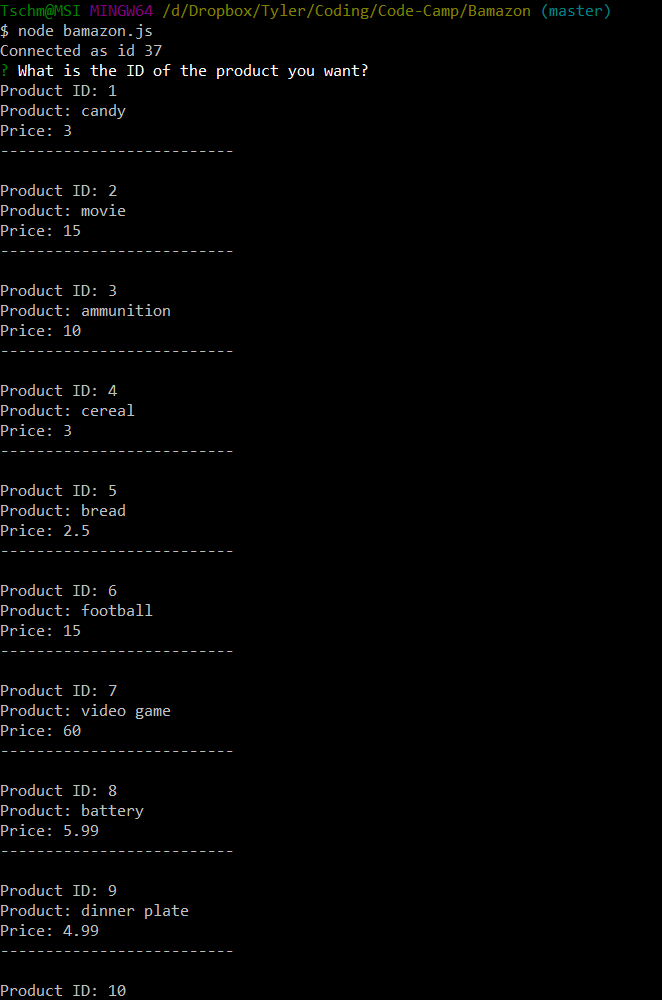 Tschm@MSI MINGW64 /d/Dropbox/Tyler/Coding/Code-Camp/Bamazon (master)
$ node bamazon.js
Connected as id 37
? What is the ID of the product you want?
Product ID: 1
Product: candy
Price: 3
--------------------------
Product ID: 2
Product: movie
Price: 15
--------------------------
Product ID: 3
Product: ammunition
Price: 10
--------------------------
Product ID: 4
Product: cereal
Price: 3
--------------------------
Product ID: 5
Product: bread
Price: 2.5
--------------------------
Product ID: 6
Product: football
Price: 15
--------------------------
Product ID: 7
Product: video game
Price: 60
--------------------------
Product ID: 8
Product: battery
Price: 5.99
--------------------------
Product ID: 9
Product: dinner plate
Price: 4.99
--------------------------
Product ID: 10